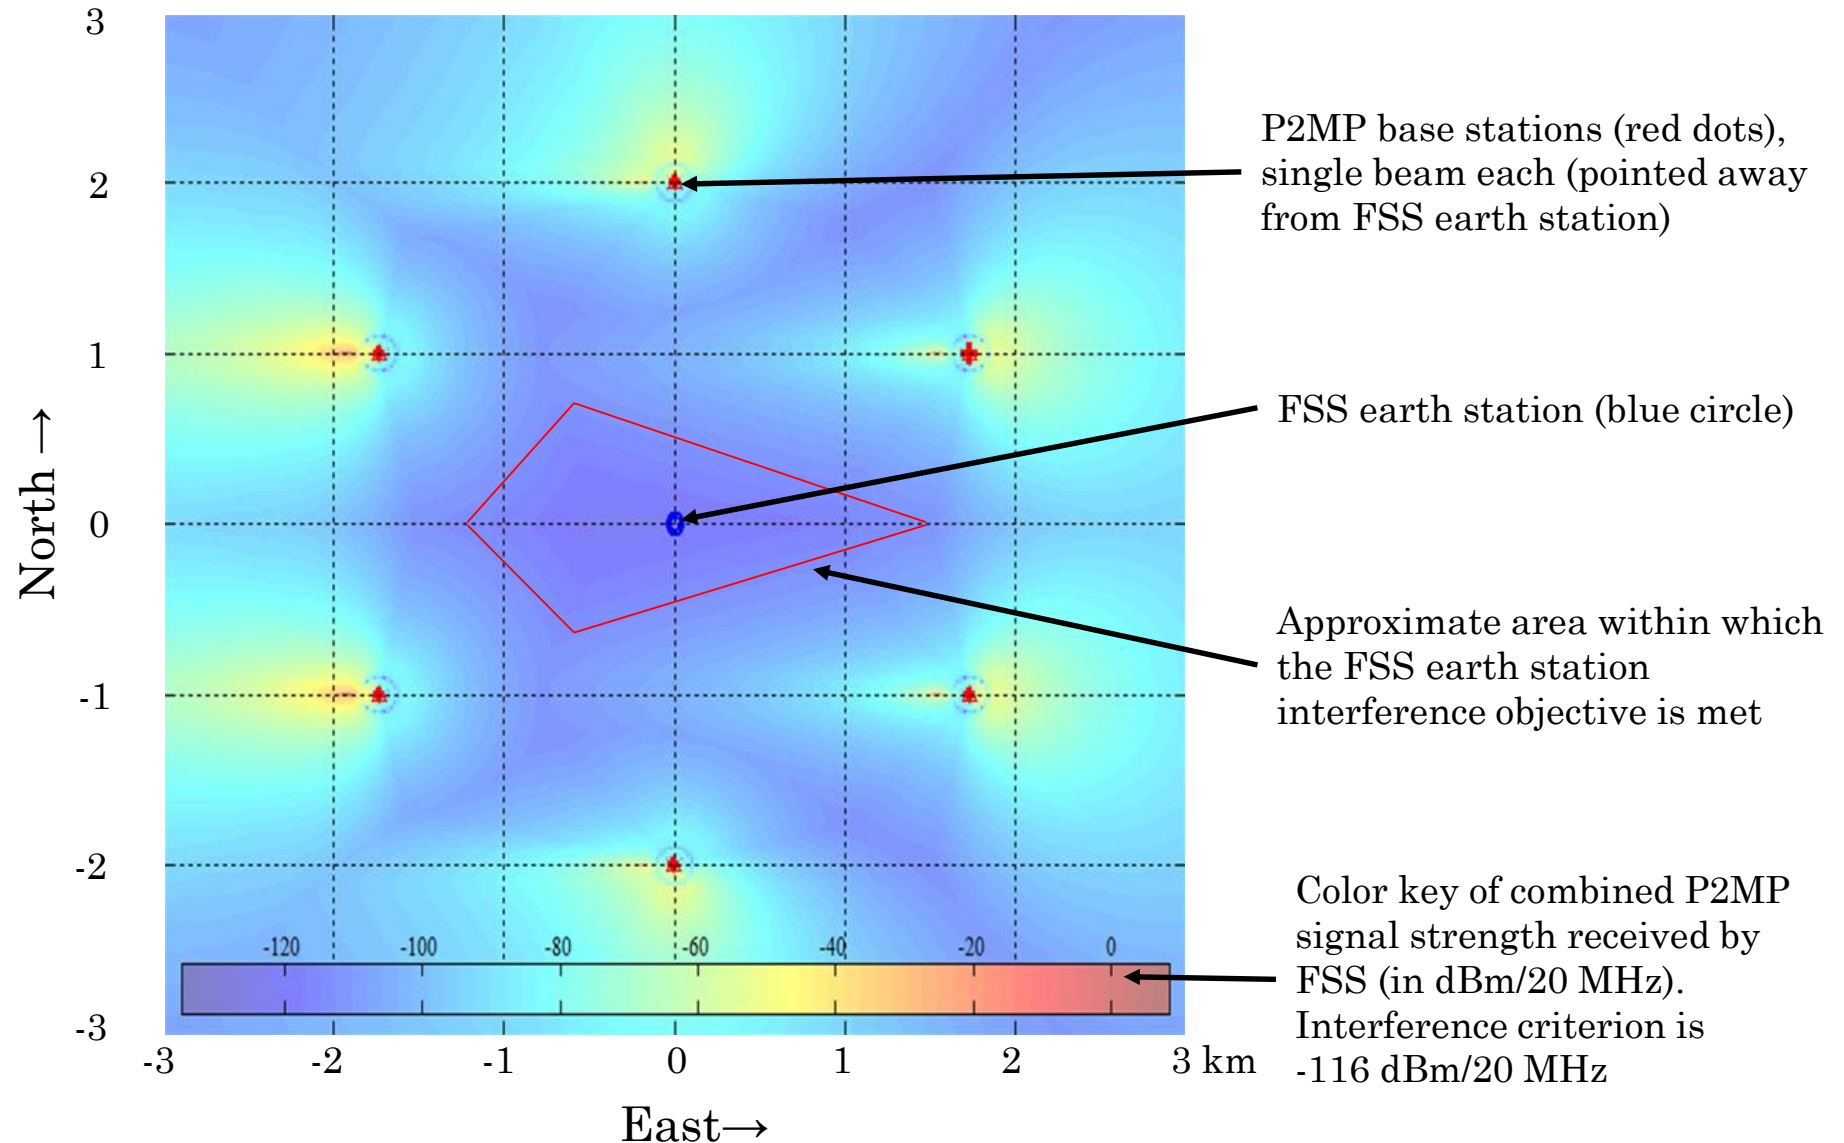 3
2
1
0
-1
-2
-3
North →
P2MP base stations (red dots),
single beam each (pointed away
from FSS earth station)
FSS earth station (blue circle)
Approximate area within which
the FSS earth station
interference objective is met
Color key of combined P2MP
signal strength received by
FSS (in dBm/20 MHz).
Interference criterion is
-116 dBm/20 MHz
-120 -100 -80 -60 -40 -20 0
-3 -2 -1 0 1 2 3 km
East→